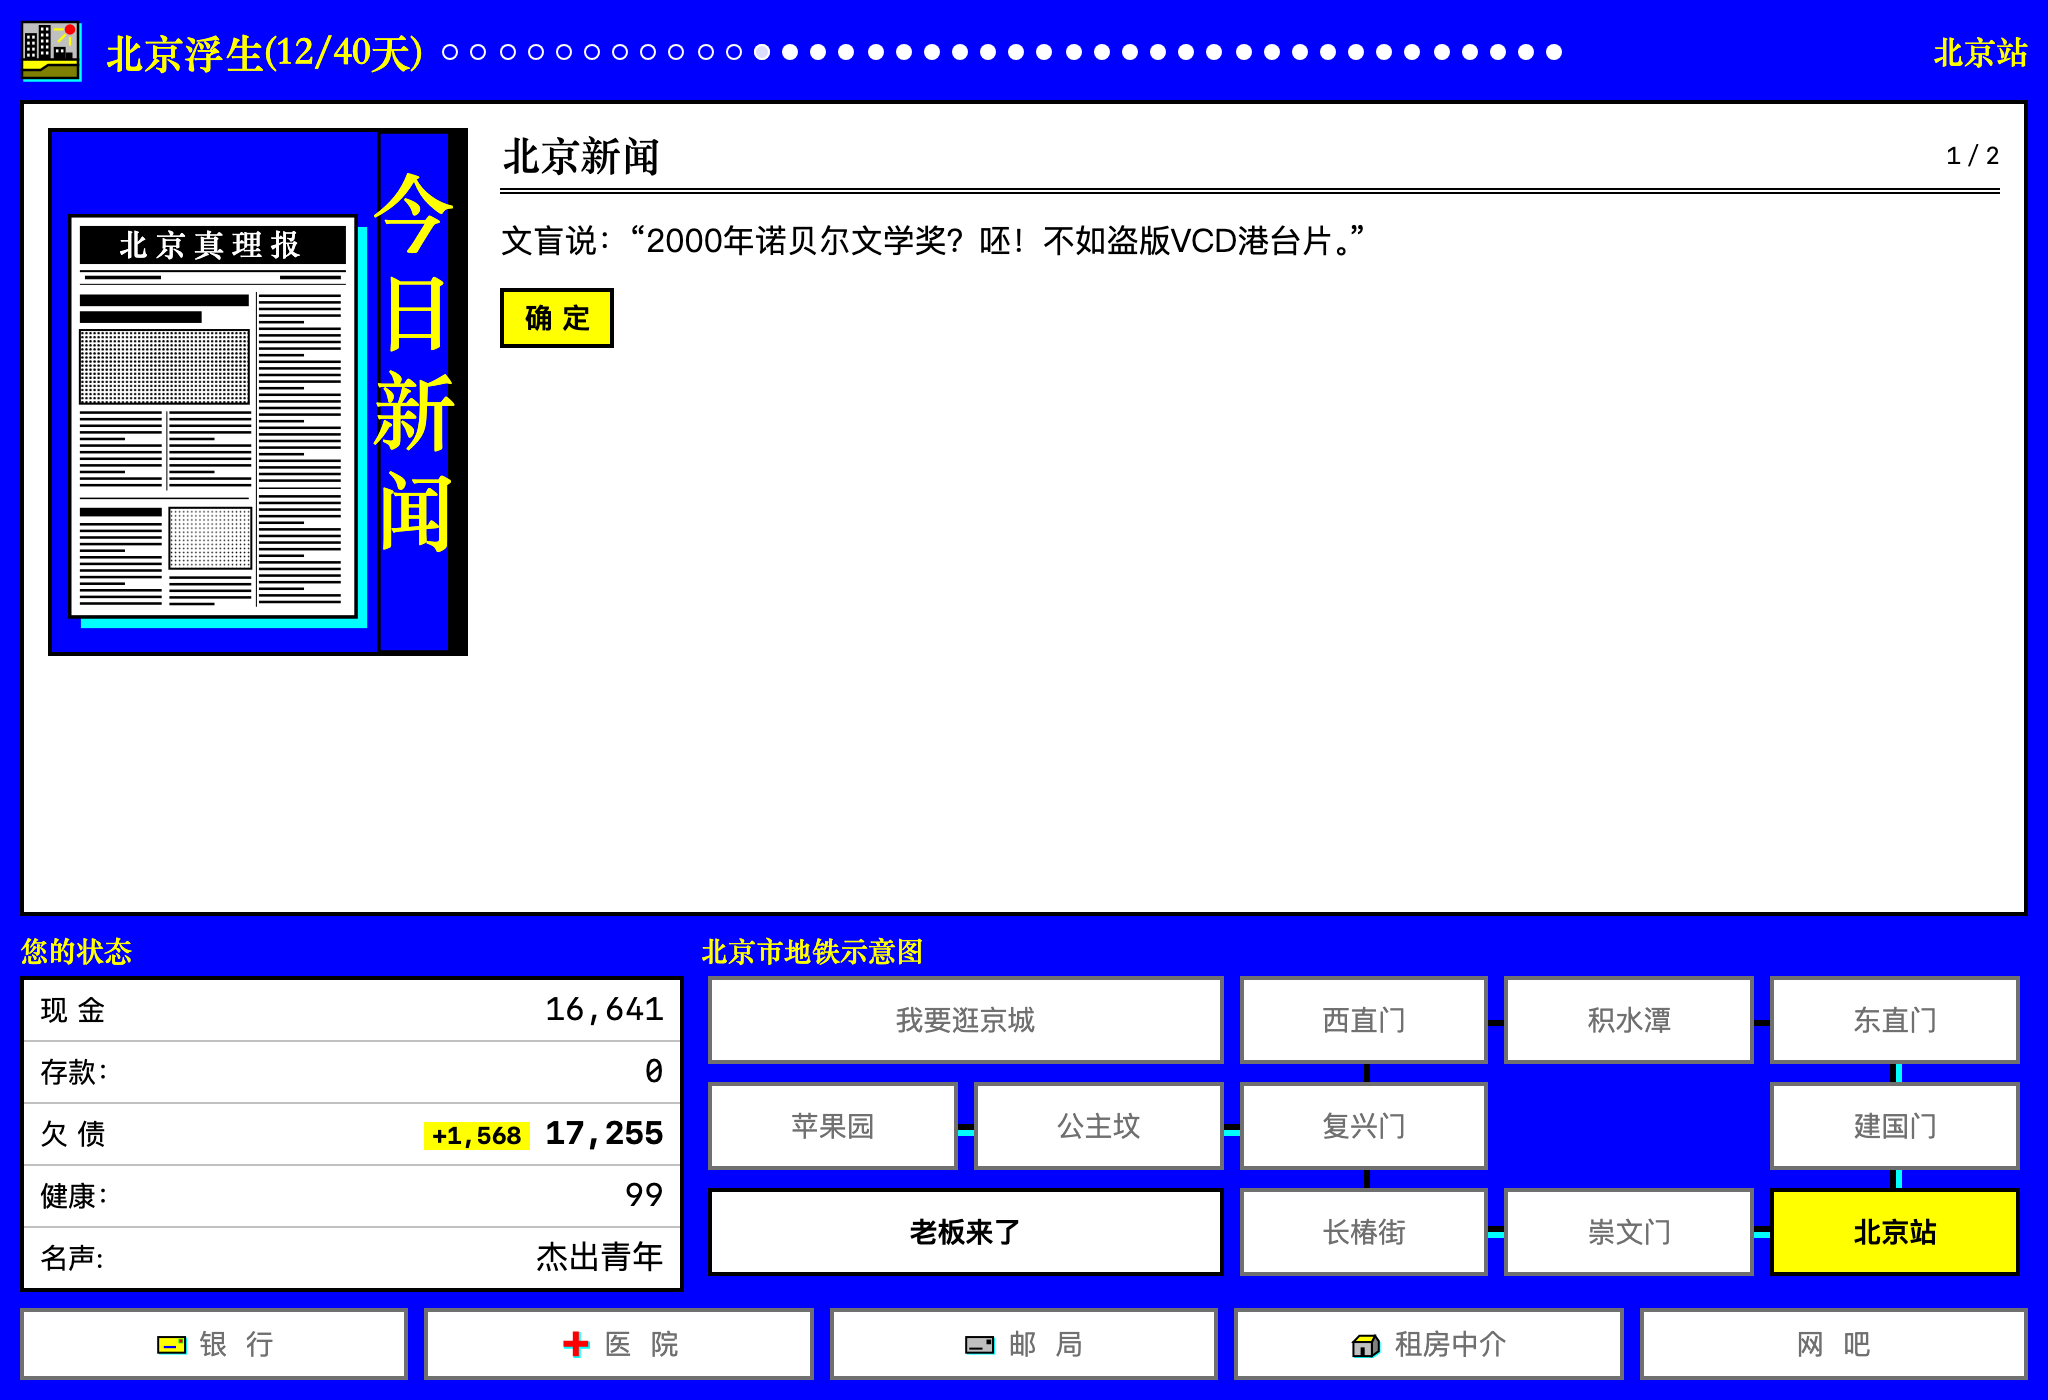 北京浮生(12/40天)
北京站
北京真理报
今日新闻
北京新闻
1 / 2
文盲说：“2000年诺贝尔文学奖？呸！不如盗版VCD港台片。”
确 定
您的状态
现 金 16,641
存款： 0
欠 债 +1,568 17,255
健康： 99
名声: 杰出青年
北京市地铁示意图
我要逛京城
西直门
积水潭
东直门
苹果园
公主坟
复兴门
建国门
老板来了
长椿街
崇文门
北京站
银 行
医 院
邮 局
租房中介
网 吧